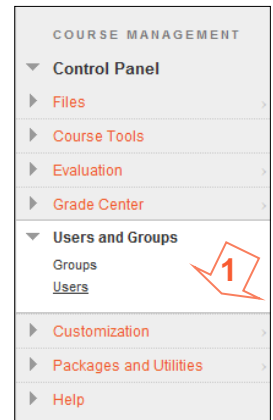 COURSE MANAGEMENT
Control Panel
Files
Course Tools
Evaluation
Grade Center
Users and Groups
Groups
1
Users
Customization
Packages and Utilities
Help